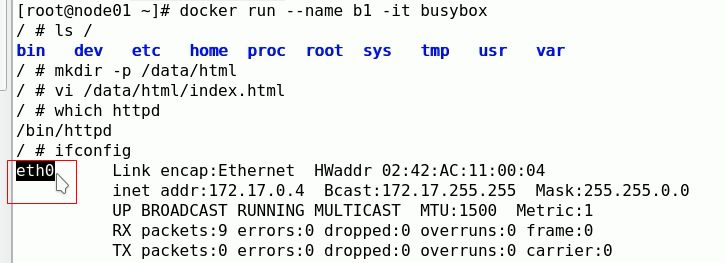 [root@node01 ~]# docker run --name b1 -it busybox
/ # ls /
bin   dev   etc   home  proc  root  sys   tmp   usr   var
/ # mkdir -p /data/html
/ # vi /data/html/index.html
/ # which httpd
/bin/httpd
/ # ifconfig
eth0      Link encap:Ethernet  HWaddr 02:42:AC:11:00:04
          inet addr:172.17.0.4  Bcast:172.17.255.255  Mask:255.255.0.0
          UP BROADCAST RUNNING MULTICAST  MTU:1500  Metric:1
          RX packets:9 errors:0 dropped:0 overruns:0 frame:0
          TX packets:0 errors:0 dropped:0 overruns:0 carrier:0